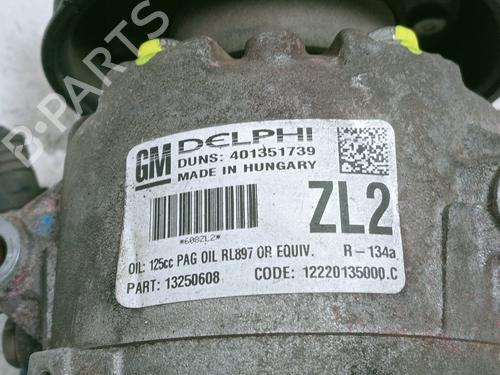 GM DELPHI
DUNS: 401351739
MADE IN HUNGARY
*608ZL2*
ZL2
OIL: 125cc PAG OIL RL897 OR EQUIV. R-134a
PART: 13250608 CODE: 12220135000.C
B-PARTS